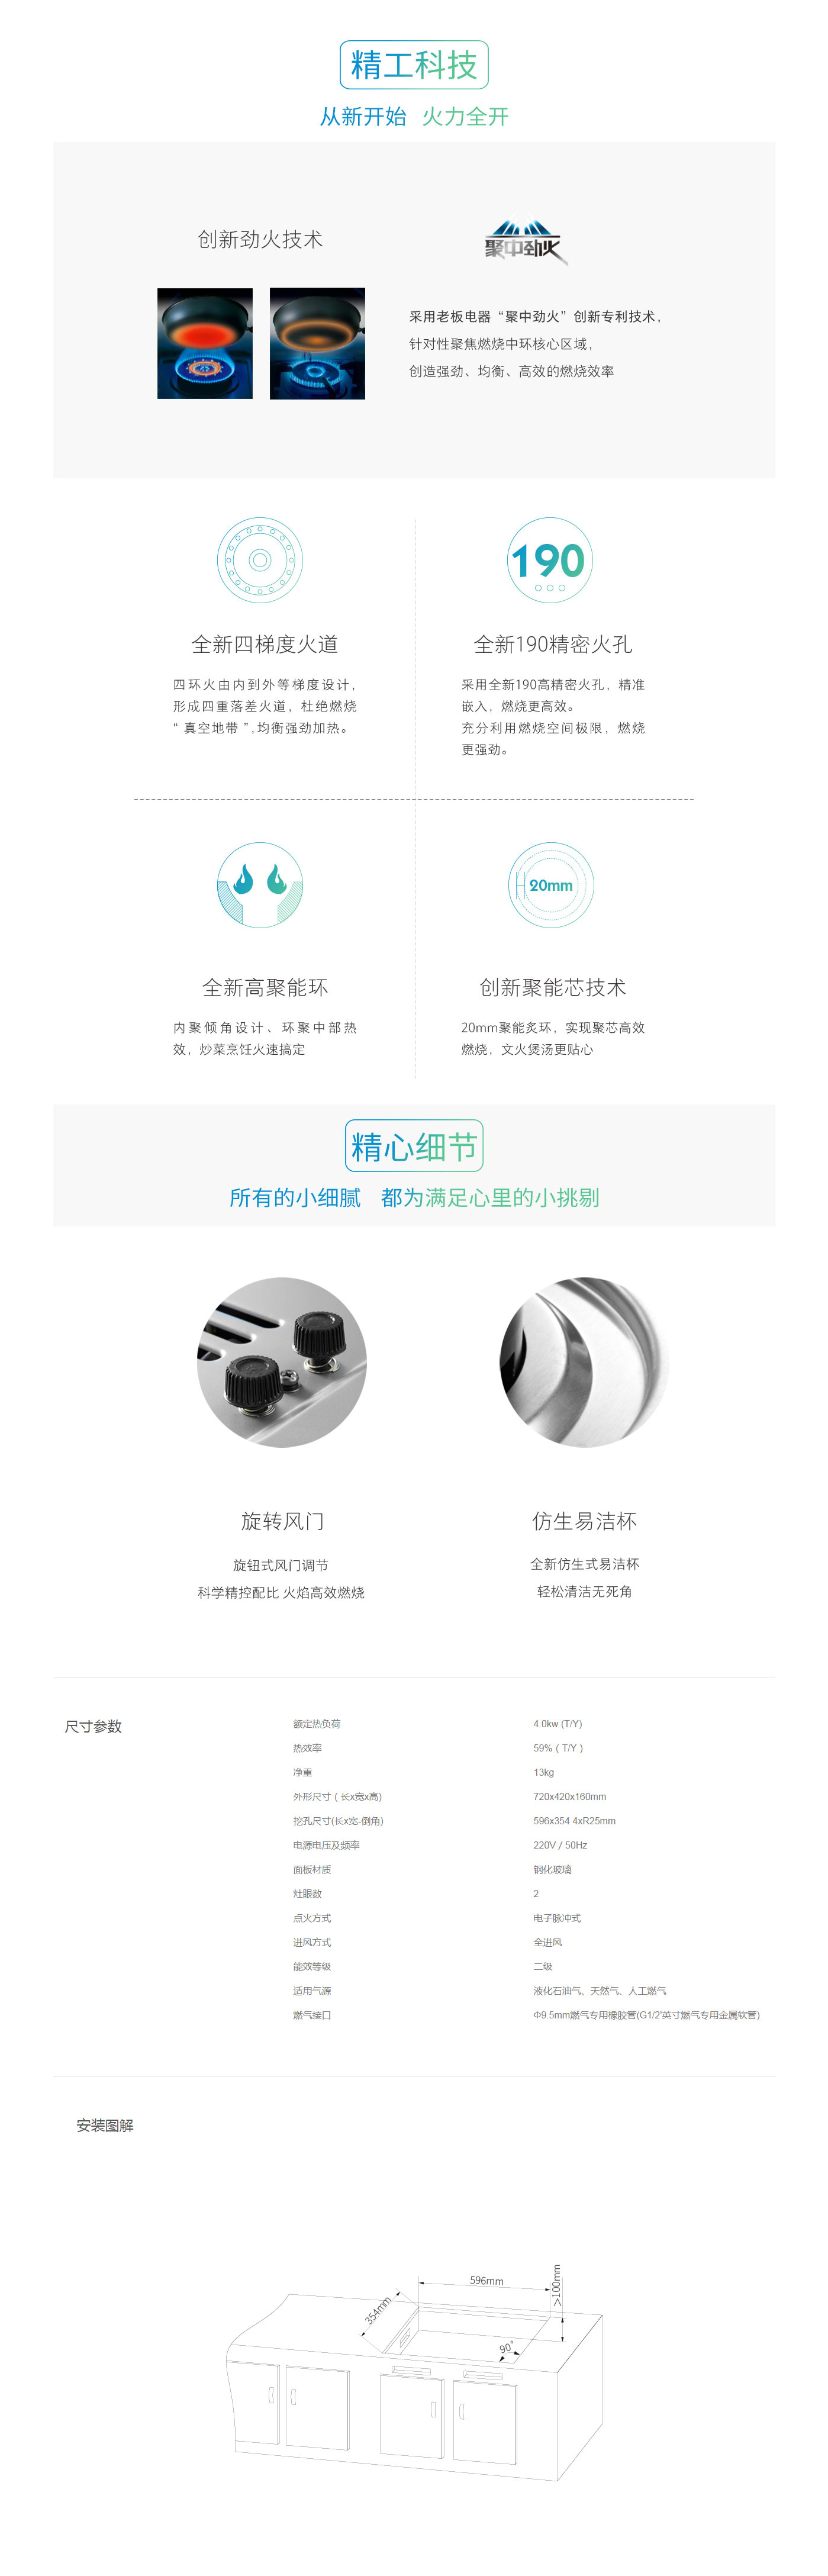 精工科技
从新开始 火力全开
创新劲火技术
聚中劲火
采用老板电器“聚中劲火”创新专利技术，
针对性聚焦燃烧中环核心区域，
创造强劲、均衡、高效的燃烧效率
190
全新四梯度火道
全新190精密火孔
四环火由内到外等梯度设计，
形成四重落差火道，杜绝燃烧
“ 真空地带 ”，均衡强劲加热。
采用全新190高精密火孔，精准
嵌入，燃烧更高效。
充分利用燃烧空间极限，燃烧
更强劲。
20mm
全新高聚能环
创新聚能芯技术
内聚倾角设计、环聚中部热
效，炒菜烹饪火速搞定
20mm聚能炙环，实现聚芯高效
燃烧，文火煲汤更贴心
精心细节
所有的小细腻 都为满足心里的小挑剔
旋转风门
仿生易洁杯
旋钮式风门调节
科学精控配比 火焰高效燃烧
全新仿生式易洁杯
轻松清洁无死角
尺寸参数
额定热负荷 4.0kw (T/Y)
热效率 59% ( T/Y )
净重 13kg
外形尺寸 ( 长x宽x高) 720x420x160mm
挖孔尺寸(长x宽-倒角) 596x354 4xR25mm
电源电压及频率 220V / 50Hz
面板材质 钢化玻璃
灶眼数 2
点火方式 电子脉冲式
进风方式 全进风
能效等级 二级
适用气源 液化石油气、天然气、人工燃气
燃气接口 Φ9.5mm燃气专用橡胶管(G1/2"英寸燃气专用金属软管)
安装图解
596mm
>100mm
354mm
90°